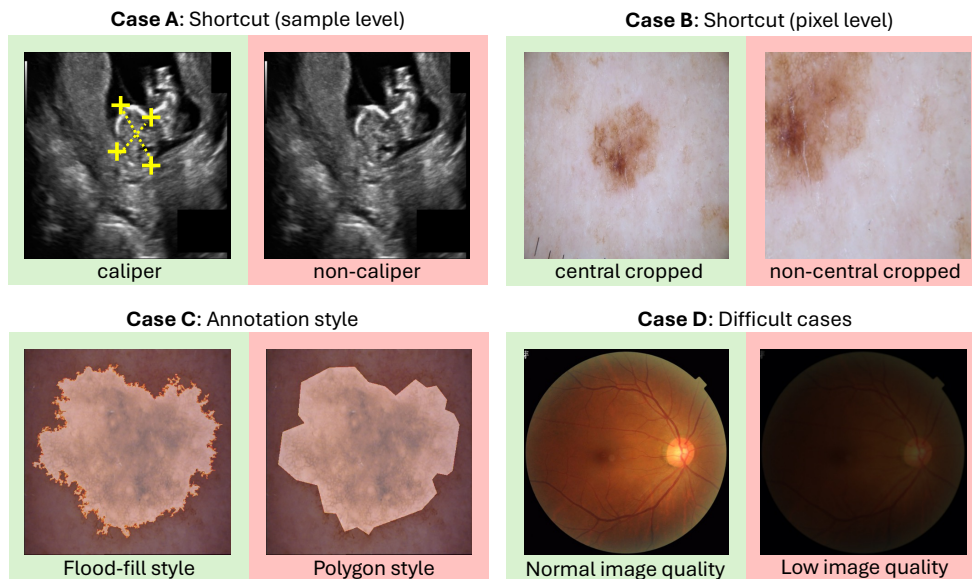 Case A: Shortcut (sample level)
caliper
non-caliper
Case B: Shortcut (pixel level)
central cropped
non-central cropped
Case C: Annotation style
Flood-fill style
Polygon style
Case D: Difficult cases
Normal image quality
Low image quality